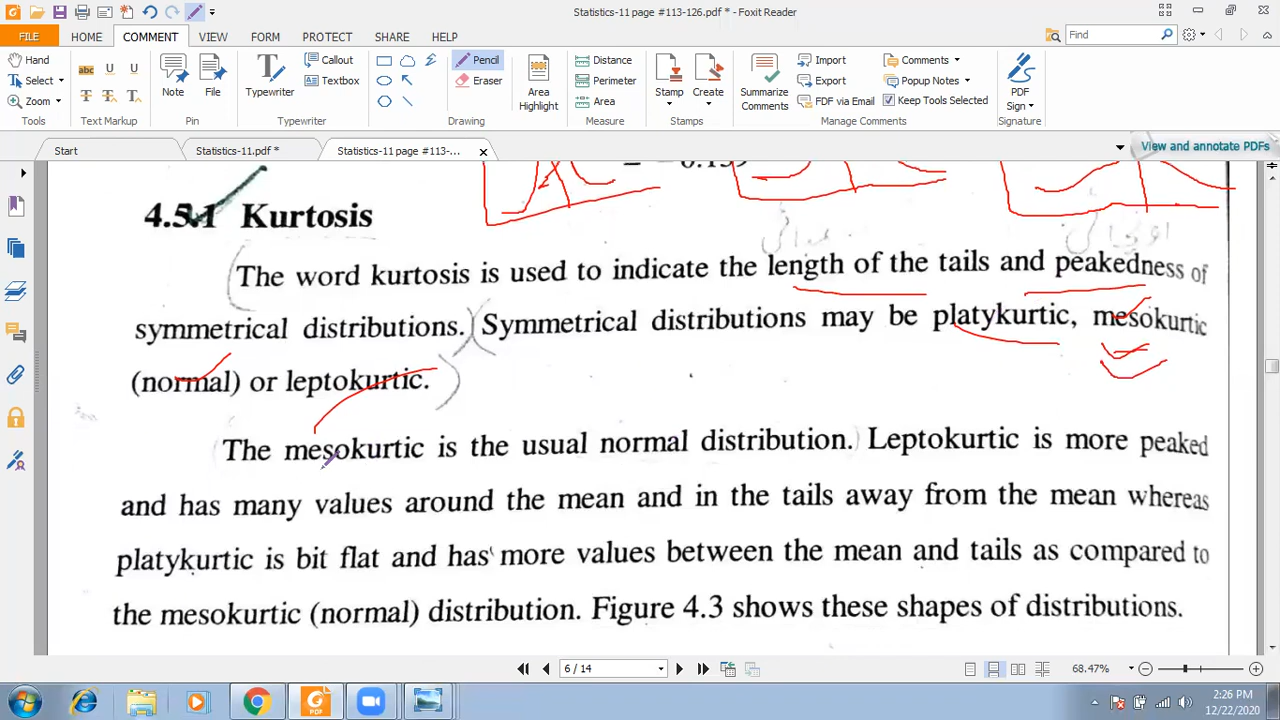 Statistics-11 page #113-126.pdf * - Foxit Reader
FILE HOME COMMENT VIEW FORM PROTECT SHARE HELP Find
Hand Select Zoom Tools
abc U U T T T Text Markup
Note File Pin
Typewriter Callout Textbox Typewriter
Pencil Eraser Drawing
Area Highlight Distance Perimeter Area Measure
Stamp Create Stamps
Summarize Comments Import Export FDF via Email Comments Popup Notes Keep Tools Selected Manage Comments
PDF Sign Signature
Start Statistics-11.pdf * Statistics-11 page #113-... View and annotate PDFs
4.5.1 Kurtosis
The word kurtosis is used to indicate the length of the tails and peakedness of
symmetrical distributions. Symmetrical distributions may be platykurtic, mesokurtic
(normal) or leptokurtic.
The mesokurtic is the usual normal distribution. Leptokurtic is more peaked
and has many values around the mean and in the tails away from the mean whereas
platykurtic is bit flat and has more values between the mean and tails as compared to
the mesokurtic (normal) distribution. Figure 4.3 shows these shapes of distributions.
6 / 14 68.47%
2:26 PM
12/22/2020